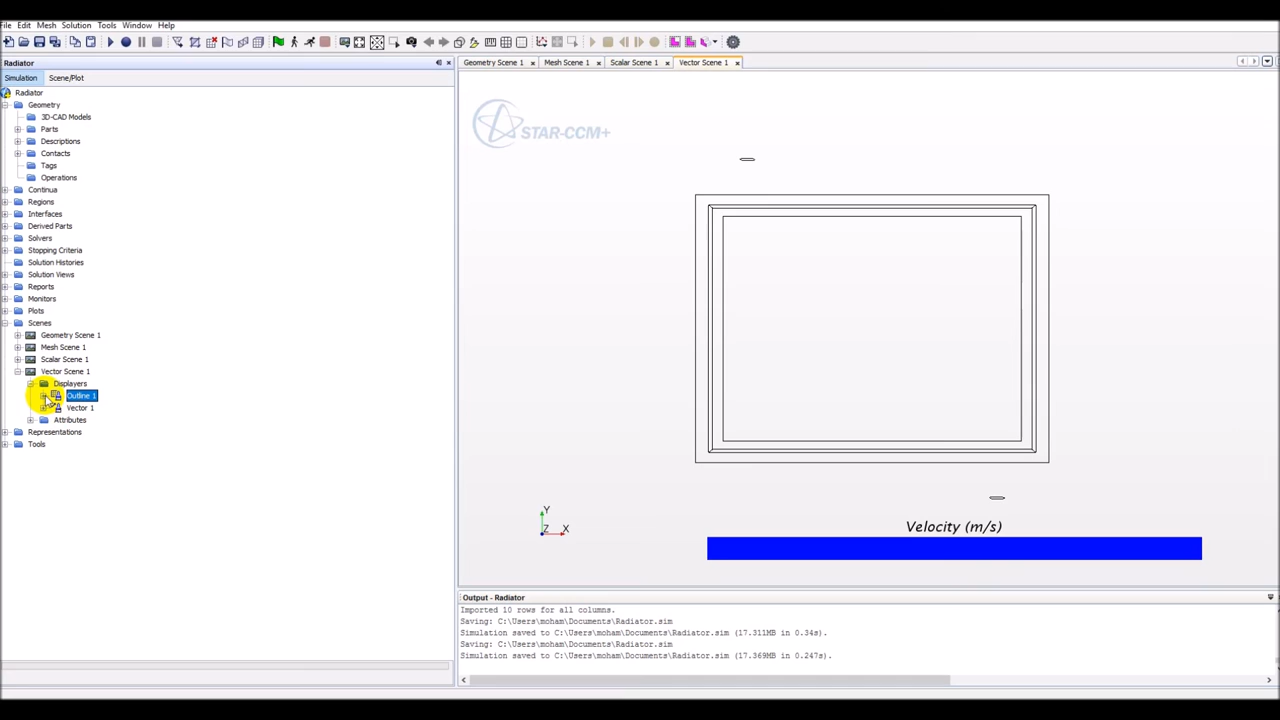 File Edit Mesh Solution Tools Window Help
Radiator
Simulation Scene/Plot
Radiator
Geometry
3D-CAD Models
Parts
Descriptions
Contacts
Tags
Operations
Continua
Regions
Interfaces
Derived Parts
Solvers
Stopping Criteria
Solution Histories
Solution Views
Reports
Monitors
Plots
Scenes
Geometry Scene 1
Mesh Scene 1
Scalar Scene 1
Vector Scene 1
Displayers
Outline 1
Vector 1
Attributes
Representations
Tools
Geometry Scene 1 Mesh Scene 1 Scalar Scene 1 Vector Scene 1
STAR-CCM+
Y
Z X
Velocity (m/s)
Output - Radiator
Imported 10 rows for all columns.
Saving: C:\Users\moham\Documents\Radiator.sim
Simulation saved to C:\Users\moham\Documents\Radiator.sim (17.311MB in 0.34s).
Saving: C:\Users\moham\Documents\Radiator.sim
Simulation saved to C:\Users\moham\Documents\Radiator.sim (17.369MB in 0.247s).